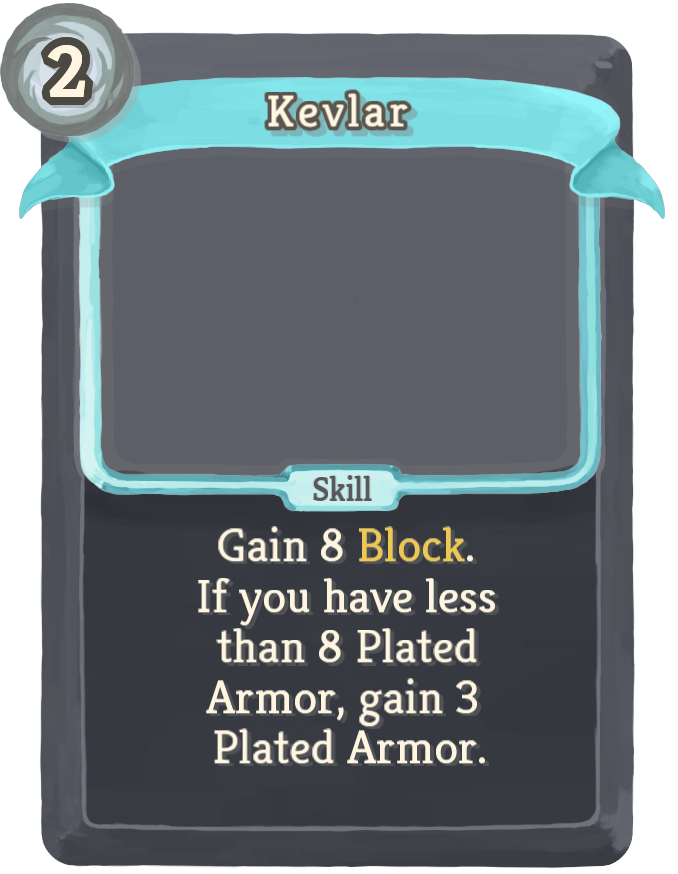 2
Kevlar
Skill
Gain 8 Block.
If you have less
than 8 Plated
Armor, gain 3
Plated Armor.